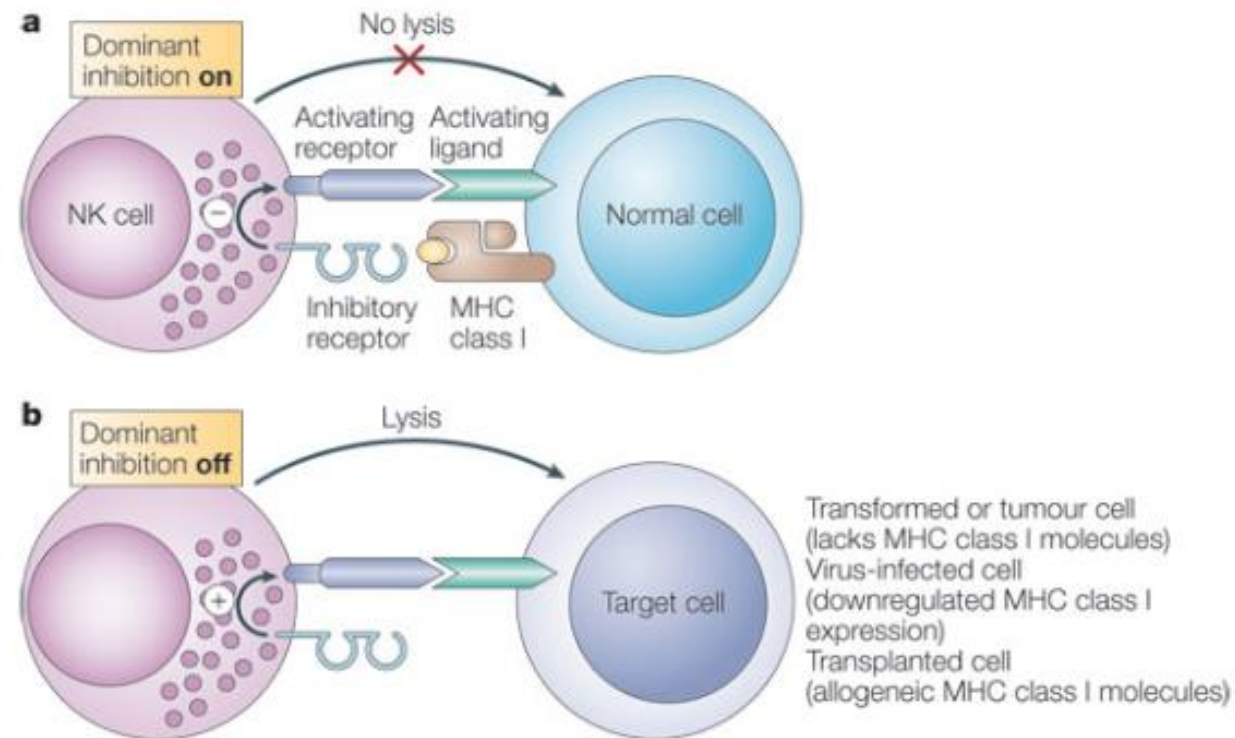 a
Dominant
inhibition on
No lysis
Activating
receptor
Activating
ligand
NK cell
−
Normal cell
Inhibitory
receptor
MHC
class I
b
Dominant
inhibition off
Lysis
+
Target cell
Transformed or tumour cell
(lacks MHC class I molecules)
Virus-infected cell
(downregulated MHC class I
expression)
Transplanted cell
(allogeneic MHC class I molecules)